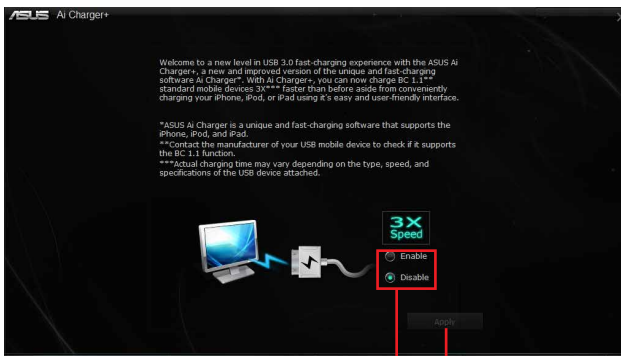 ASUS Ai Charger+
Welcome to a new level in USB 3.0 fast-charging experience with the ASUS Ai
Charger+, a new and improved version of the unique and fast-charging
software Ai Charger*. With Ai Charger+, you can now charge BC 1.1**
standard mobile devices 3X*** faster than before aside from conveniently
charging your iPhone, iPod, or iPad using it's easy and user-friendly interface.
*ASUS Ai Charger is a unique and fast-charging software that supports the
iPhone, iPod, and iPad.
**Contact the manufacturer of your USB mobile device to check if it supports
the BC 1.1 function.
***Actual charging time may vary depending on the type, speed, and
specifications of the USB device attached.
3X
Speed
Enable
Disable
Apply